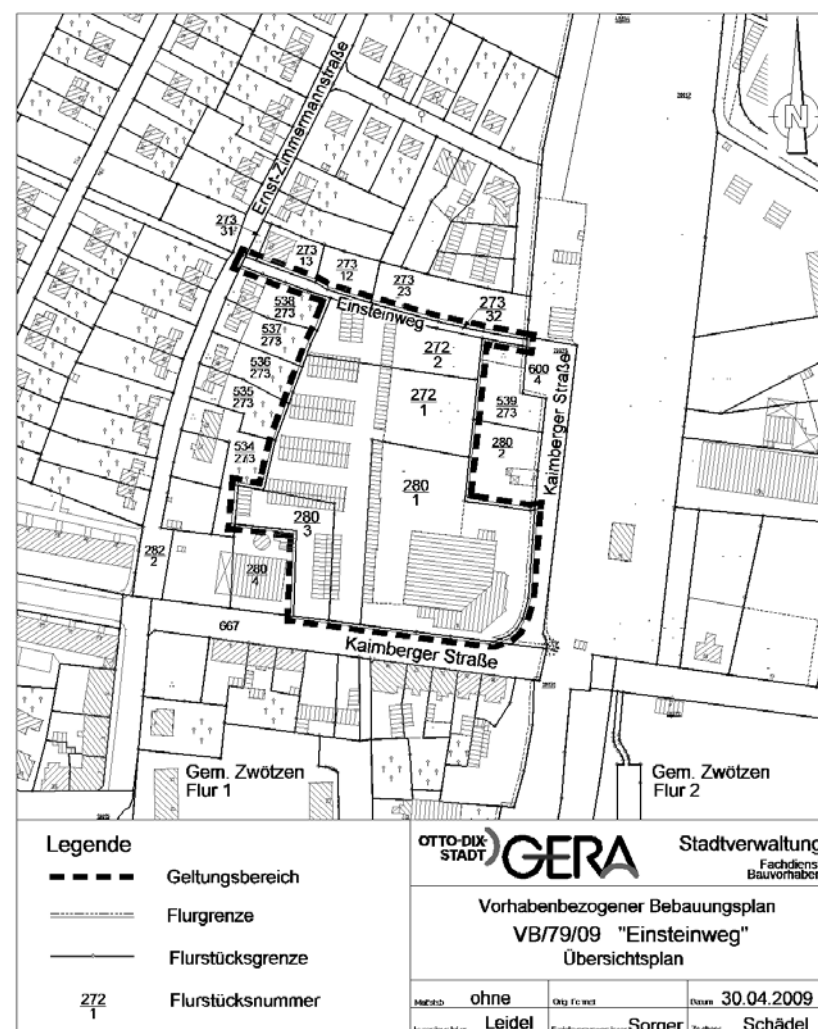 Ernst-Zimmermannstraße
273
31
273
13
273
12
273
23
273
32
Einsteinweg
538
273
537
273
536
273
535
273
534
273
272
2
272
1
600
4
539
273
280
2
280
1
280
3
280
4
282
2
667
Kaimberger Straße
Kaimberger Straße
N
Gem. Zwötzen
Flur 1
Gem. Zwötzen
Flur 2
Legende
Geltungsbereich
Flurgrenze
Flurstücksgrenze
272
1
Flurstücksnummer
OTTO-DIX-
STADT
GERA
Stadtverwaltung
Fachdiens
Bauvorhaben
Vorhabenbezogener Bebauungsplan
VB/79/09 "Einsteinweg"
Übersichtsplan
ohne
Datum 30.04.2009
Leidel
Sorger
Schädel